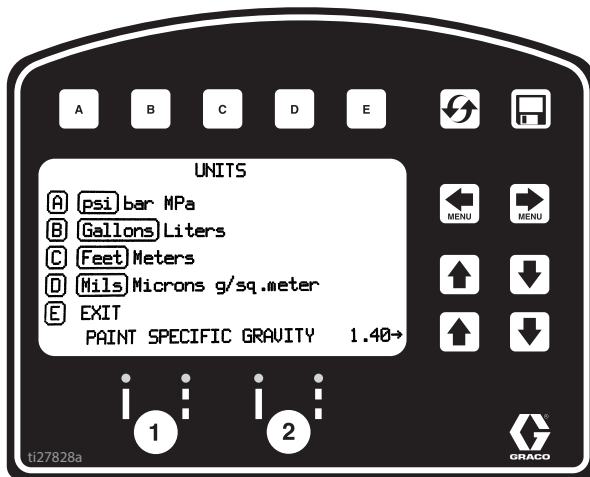 A B C D E
UNITS
A psi bar MPa
MENU MENU
B Gallons Liters
C Feet Meters
D Mils Microns g/sq.meter
E EXIT
PAINT SPECIFIC GRAVITY 1.40→
1 2
ti27828a
GRACO